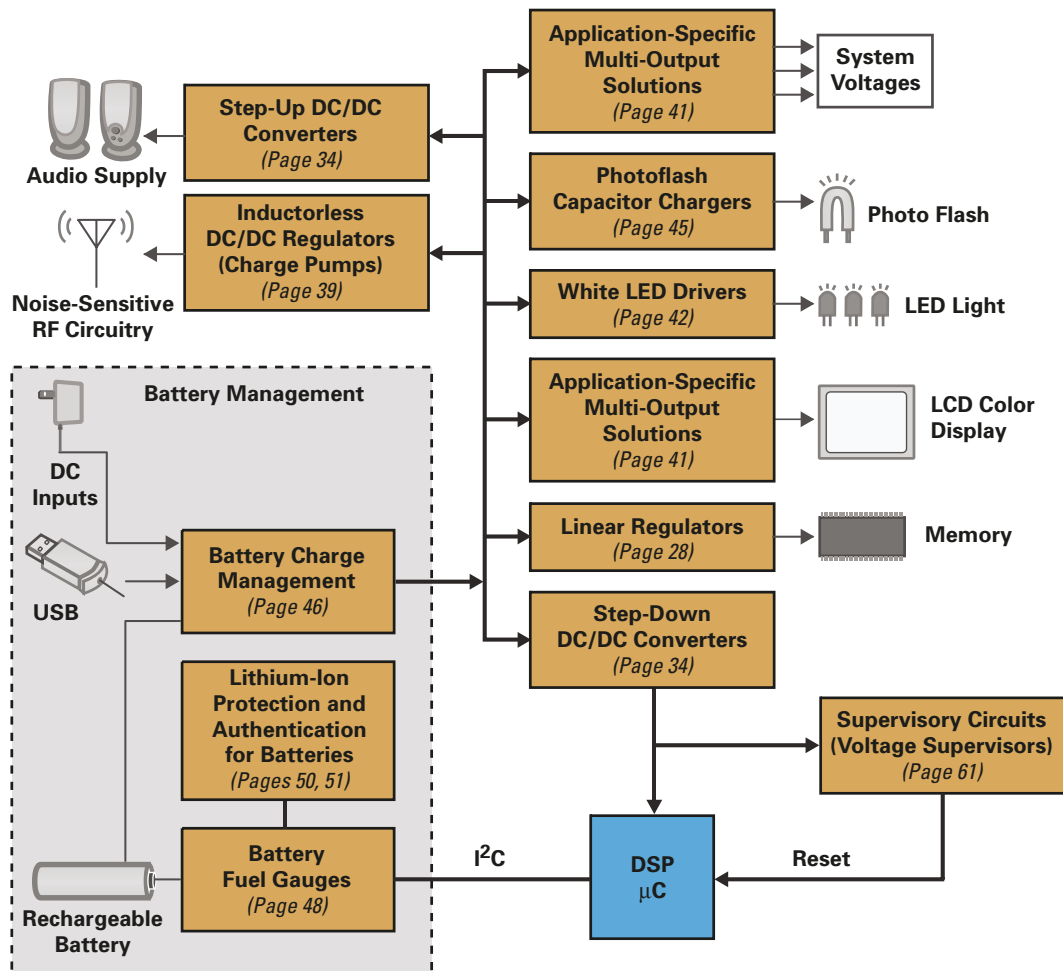 Application-Specific
Multi-Output
Solutions
(Page 41)
System
Voltages
Step-Up DC/DC
Converters
(Page 34)
Audio Supply
Photoflash
Capacitor Chargers
(Page 45)
Photo Flash
Inductorless
DC/DC Regulators
(Charge Pumps)
(Page 39)
Noise-Sensitive
RF Circuitry
White LED Drivers
(Page 42)
LED Light
Battery Management
Application-Specific
Multi-Output
Solutions
(Page 41)
LCD Color
Display
DC
Inputs
Linear Regulators
(Page 28)
Memory
USB
Battery Charge
Management
(Page 46)
Step-Down
DC/DC Converters
(Page 34)
Lithium-Ion
Protection and
Authentication
for Batteries
(Pages 50, 51)
Supervisory Circuits
(Voltage Supervisors)
(Page 61)
Rechargeable
Battery
Battery
Fuel Gauges
(Page 48)
I²C
DSP
μC
Reset